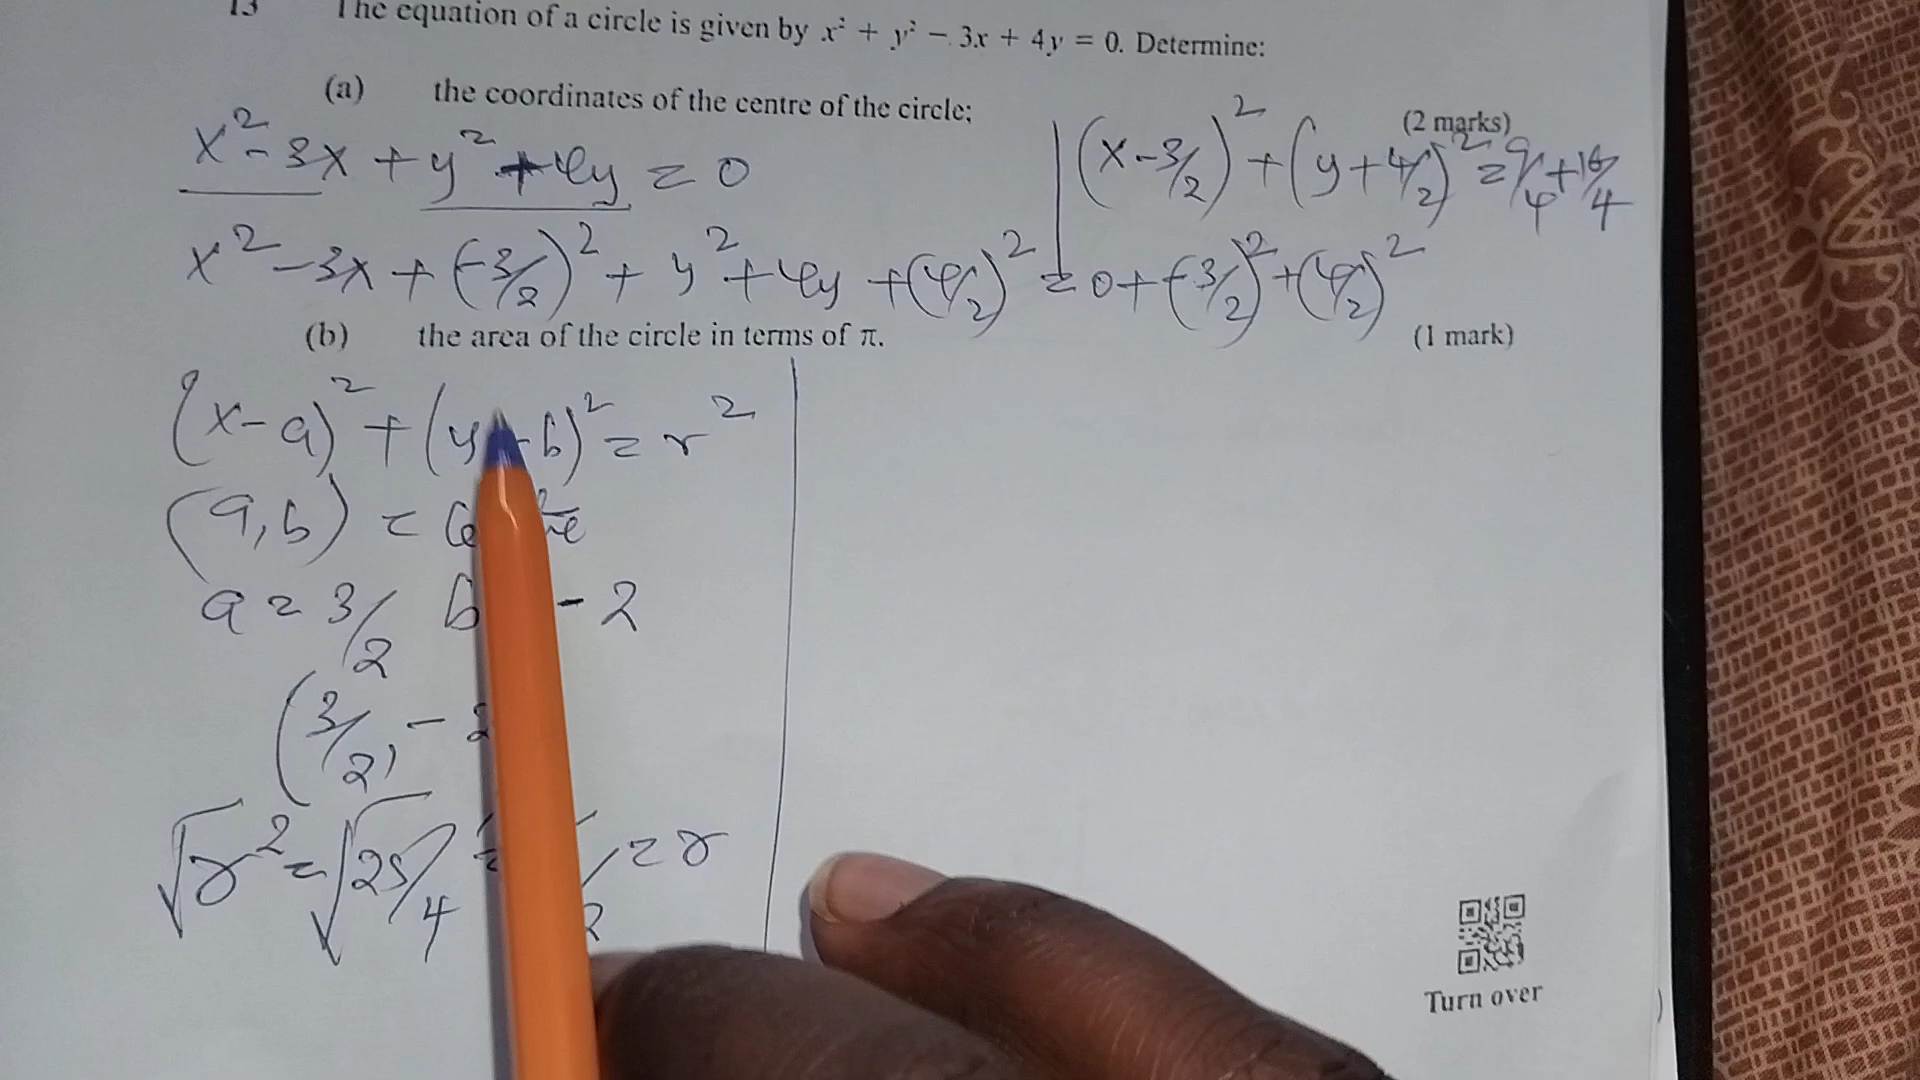 13 The equation of a circle is given by x² + y² - 3x + 4y = 0. Determine:
(a) the coordinates of the centre of the circle;
(2 marks)
x² - 3x + y² + 4y = 0
(x - 3/2)² + (y + 4/2)² = 9/4 + 16/4
x² - 3x + (-3/2)² + y² + 4y + (4/2)² = 0 + (-3/2)² + (4/2)²
(b) the area of the circle in terms of π.
(1 mark)
(x - a)² + (y - b)² = r²
(a, b) =
a = 3/2 b - 2
(3/2, - 2
√r² = √25/4 = /2 = r
Turn over